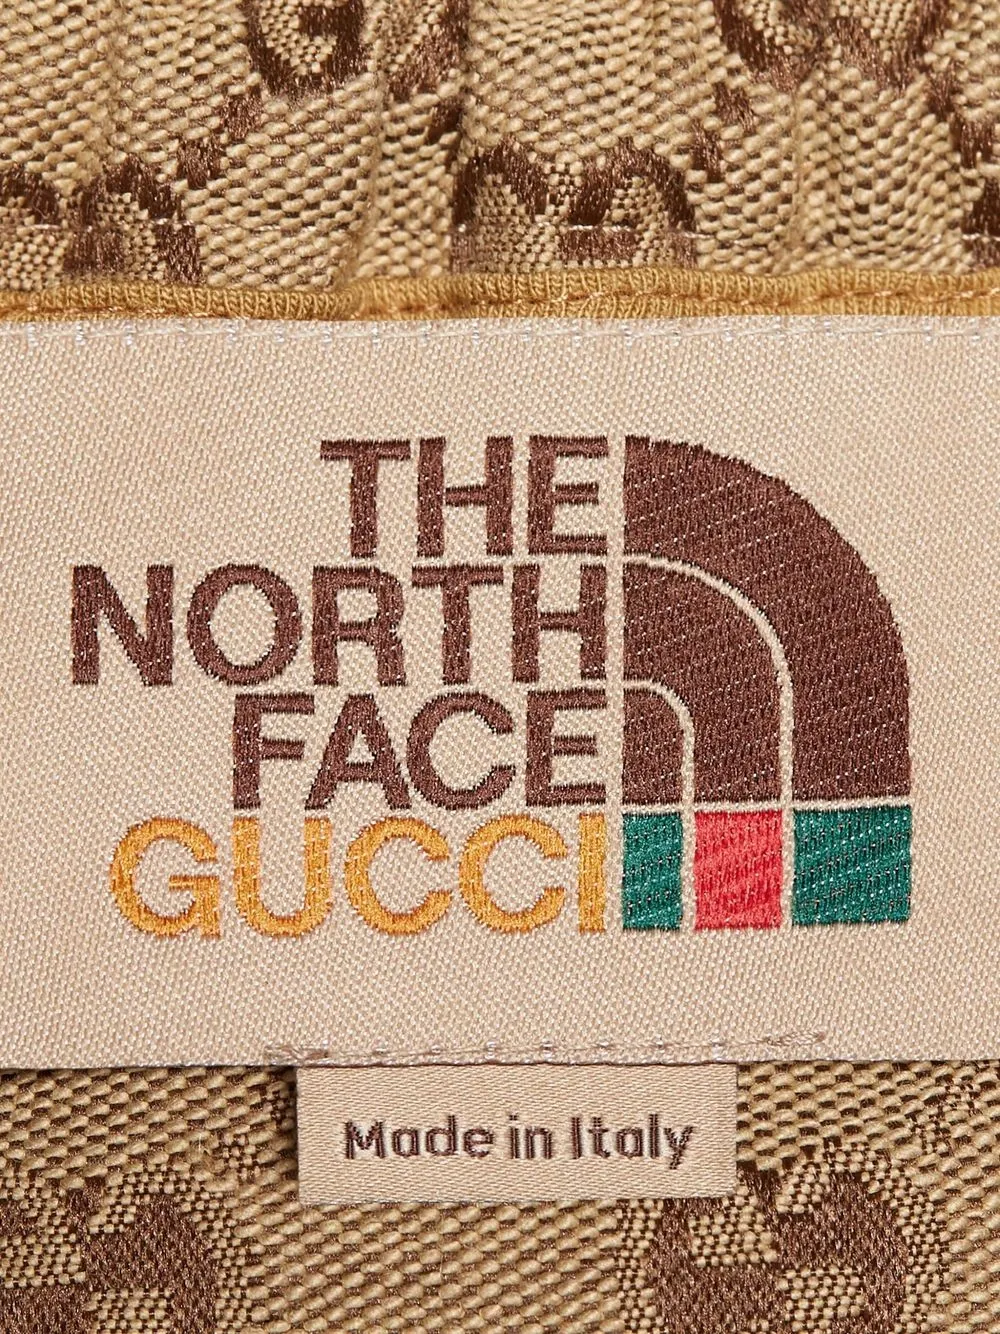 THE
NORTH
FACE
GUCCI
Made in Italy